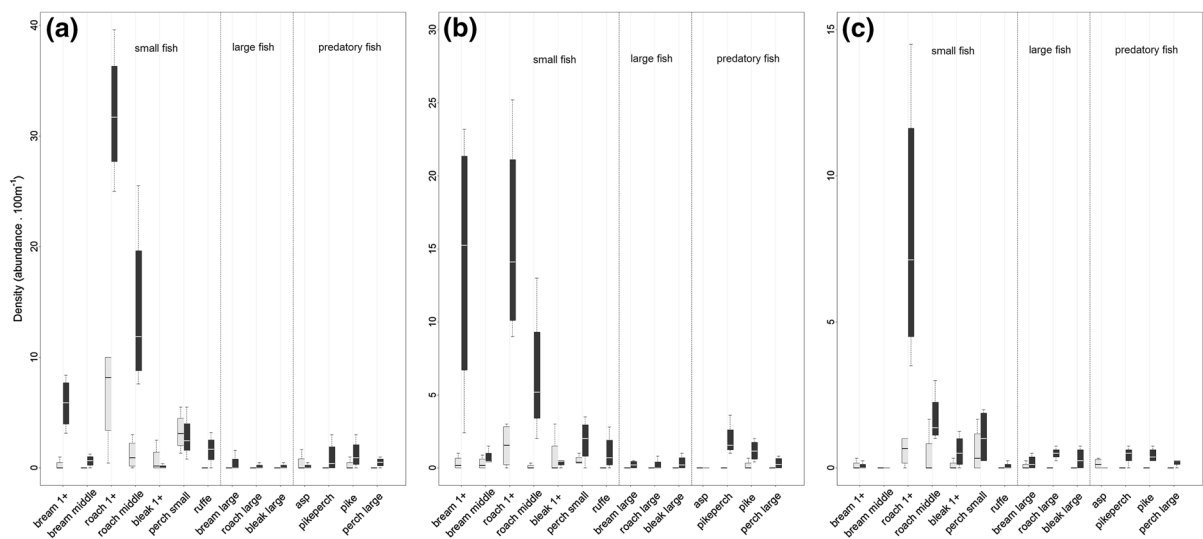 (a)
small fish
large fish
predatory fish
Density (abundance . 100m⁻¹)
40
30
20
10
0
bream 1+
bream middle
roach 1+
roach middle
bleak 1+
perch small
ruffe
bream large
roach large
bleak large
asp
pikeperch
pike
perch large
(b)
small fish
large fish
predatory fish
30
25
20
15
10
5
0
bream 1+
bream middle
roach 1+
roach middle
bleak 1+
perch small
ruffe
bream large
roach large
bleak large
asp
pikeperch
pike
perch large
(c)
small fish
large fish
predatory fish
15
10
5
0
bream 1+
bream middle
roach 1+
roach middle
bleak 1+
perch small
ruffe
bream large
roach large
bleak large
asp
pikeperch
pike
perch large